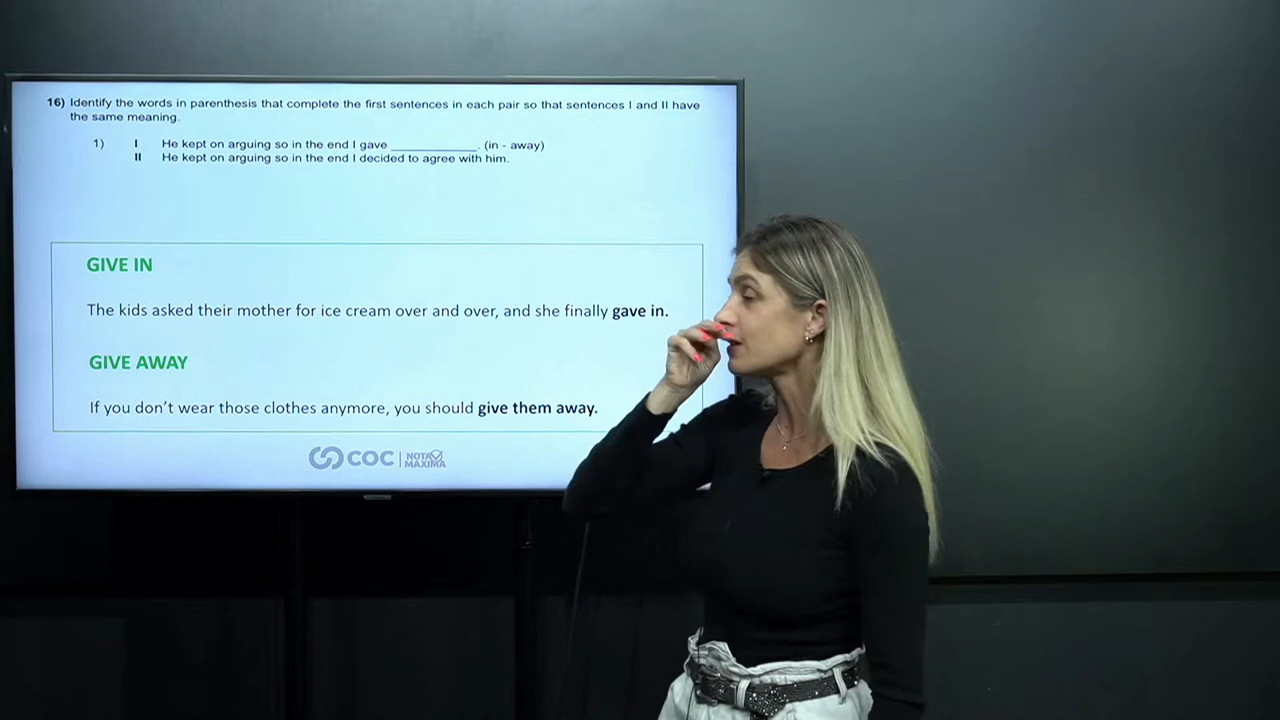 16) Identify the words in parenthesis that complete the first sentences in each pair so that sentences I and II have
the same meaning.
1) I He kept on arguing so in the end I gave ____________. (in - away)
II He kept on arguing so in the end I decided to agree with him.
GIVE IN
The kids asked their mother for ice cream over and over, and she finally gave in.
GIVE AWAY
If you don’t wear those clothes anymore, you should give them away.
COC | NOTA
MÁXIMA